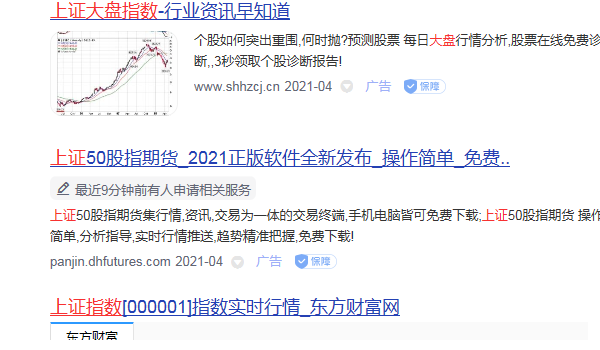 上证大盘指数-行业资讯早知道
个股如何突出重围,何时抛?预测股票 每日大盘行情分析,股票在线免费诊
断,,3秒领取个股诊断报告!
www.shhzcj.cn 2021-04 广告 保障
上证50股指期货_2021正版软件全新发布_操作简单_免费..
最近9分钟前有人申请相关服务
上证50股指期货集行情,资讯,交易为一体的交易终端,手机电脑皆可免费下载;上证50股指期货 操作
简单,分析指导,实时行情推送,趋势精准把握,免费下载!
panjin.dhfutures.com 2021-04 广告 保障
上证指数[000001]指数实时行情_东方财富网
东方财富